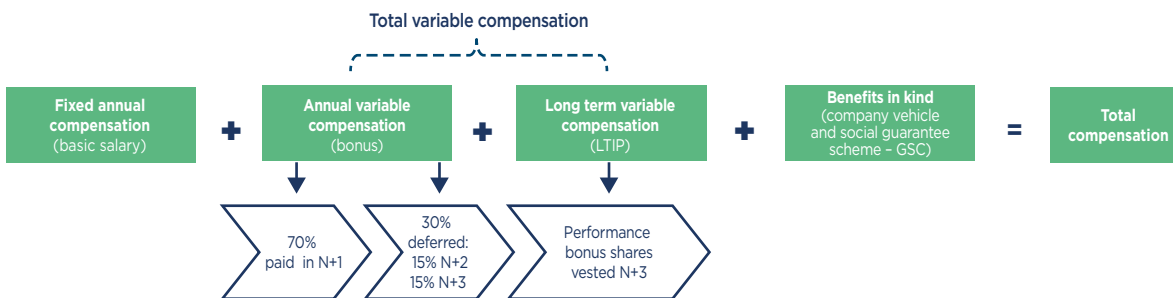 Total variable compensation
Fixed annual
compensation
(basic salary)
+
Annual variable
compensation
(bonus)
+
Long term variable
compensation
(LTIP)
+
Benefits in kind
(company vehicle
and social guarantee
scheme – GSC)
=
Total
compensation
70%
paid in N+1
30%
deferred:
15% N+2
15% N+3
Performance
bonus shares
vested N+3